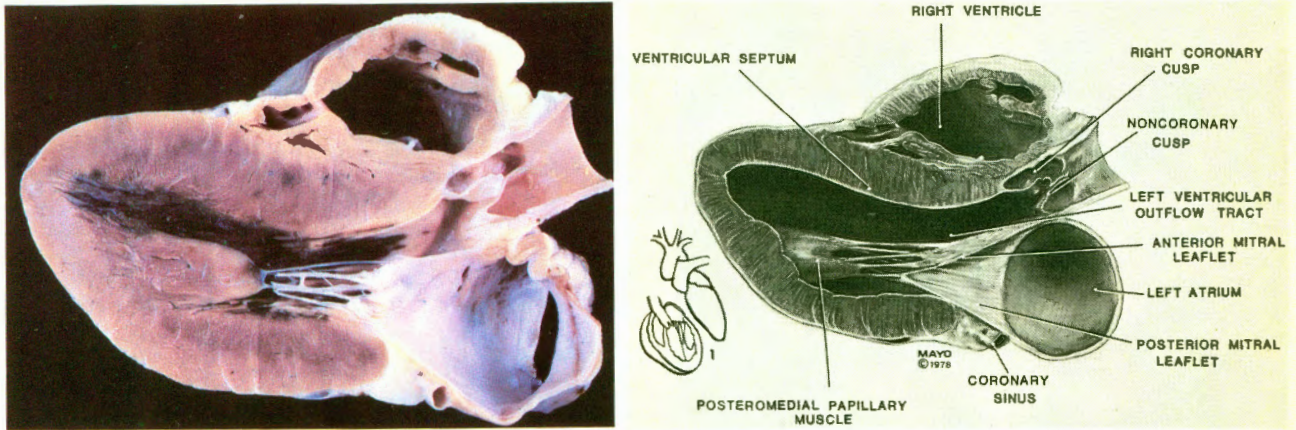 RIGHT VENTRICLE
VENTRICULAR SEPTUM
RIGHT CORONARY
CUSP
NONCORONARY
CUSP
LEFT VENTRICULAR
OUTFLOW TRACT
ANTERIOR MITRAL
LEAFLET
LEFT ATRIUM
POSTERIOR MITRAL
LEAFLET
MAYO
©1978
CORONARY
SINUS
POSTEROMEDIAL PAPILLARY
MUSCLE